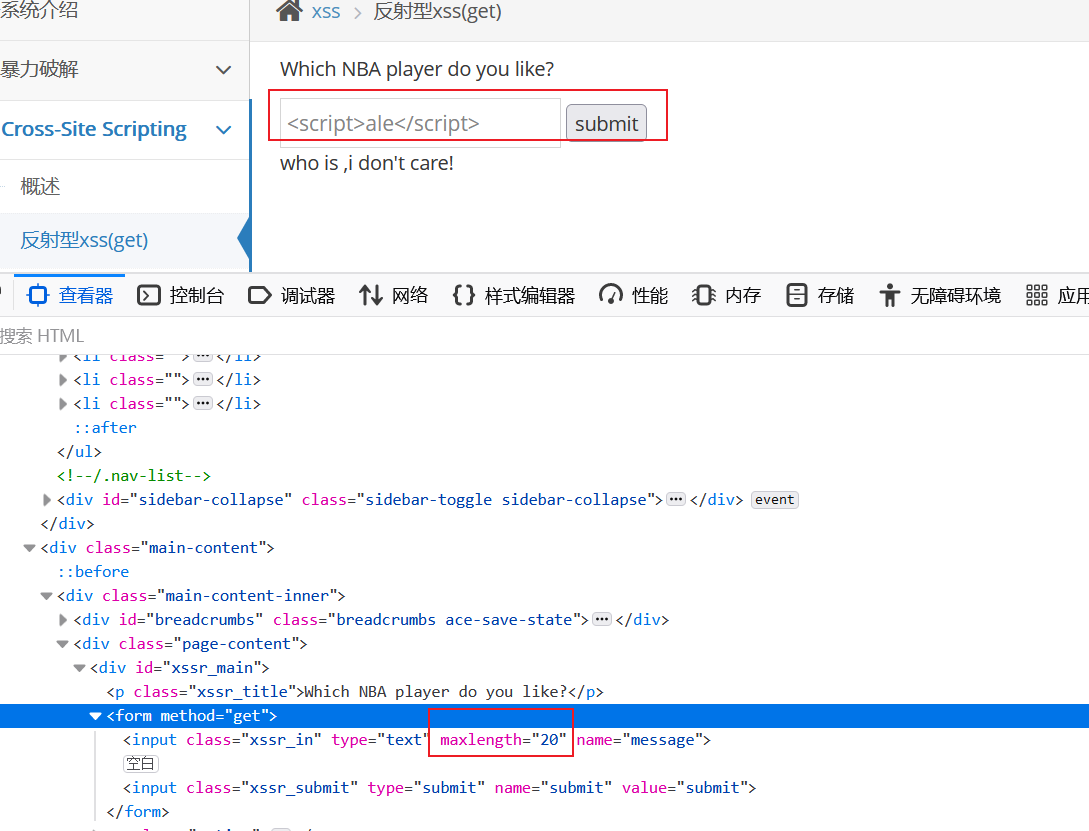 系统介绍
xss > 反射型xss(get)
暴力破解
Which NBA player do you like?
Cross-Site Scripting
<script>ale</script> submit
who is ,i don't care!
概述
反射型xss(get)
查看器 控制台 调试器 网络 样式编辑器 性能 内存 存储 无障碍环境 应用
搜索 HTML
<li class=""> ••• </li>
<li class=""> ••• </li>
<li class=""> ••• </li>
::after
</ul>
<!--/.nav-list-->
<div id="sidebar-collapse" class="sidebar-toggle sidebar-collapse"> ••• </div> event
</div>
<div class="main-content">
::before
<div class="main-content-inner">
<div id="breadcrumbs" class="breadcrumbs ace-save-state"> ••• </div>
<div class="page-content">
<div id="xssr_main">
<p class="xssr_title">Which NBA player do you like?</p>
<form method="get">
<input class="xssr_in" type="text" maxlength="20" name="message">
空白
<input class="xssr_submit" type="submit" name="submit" value="submit">
</form>